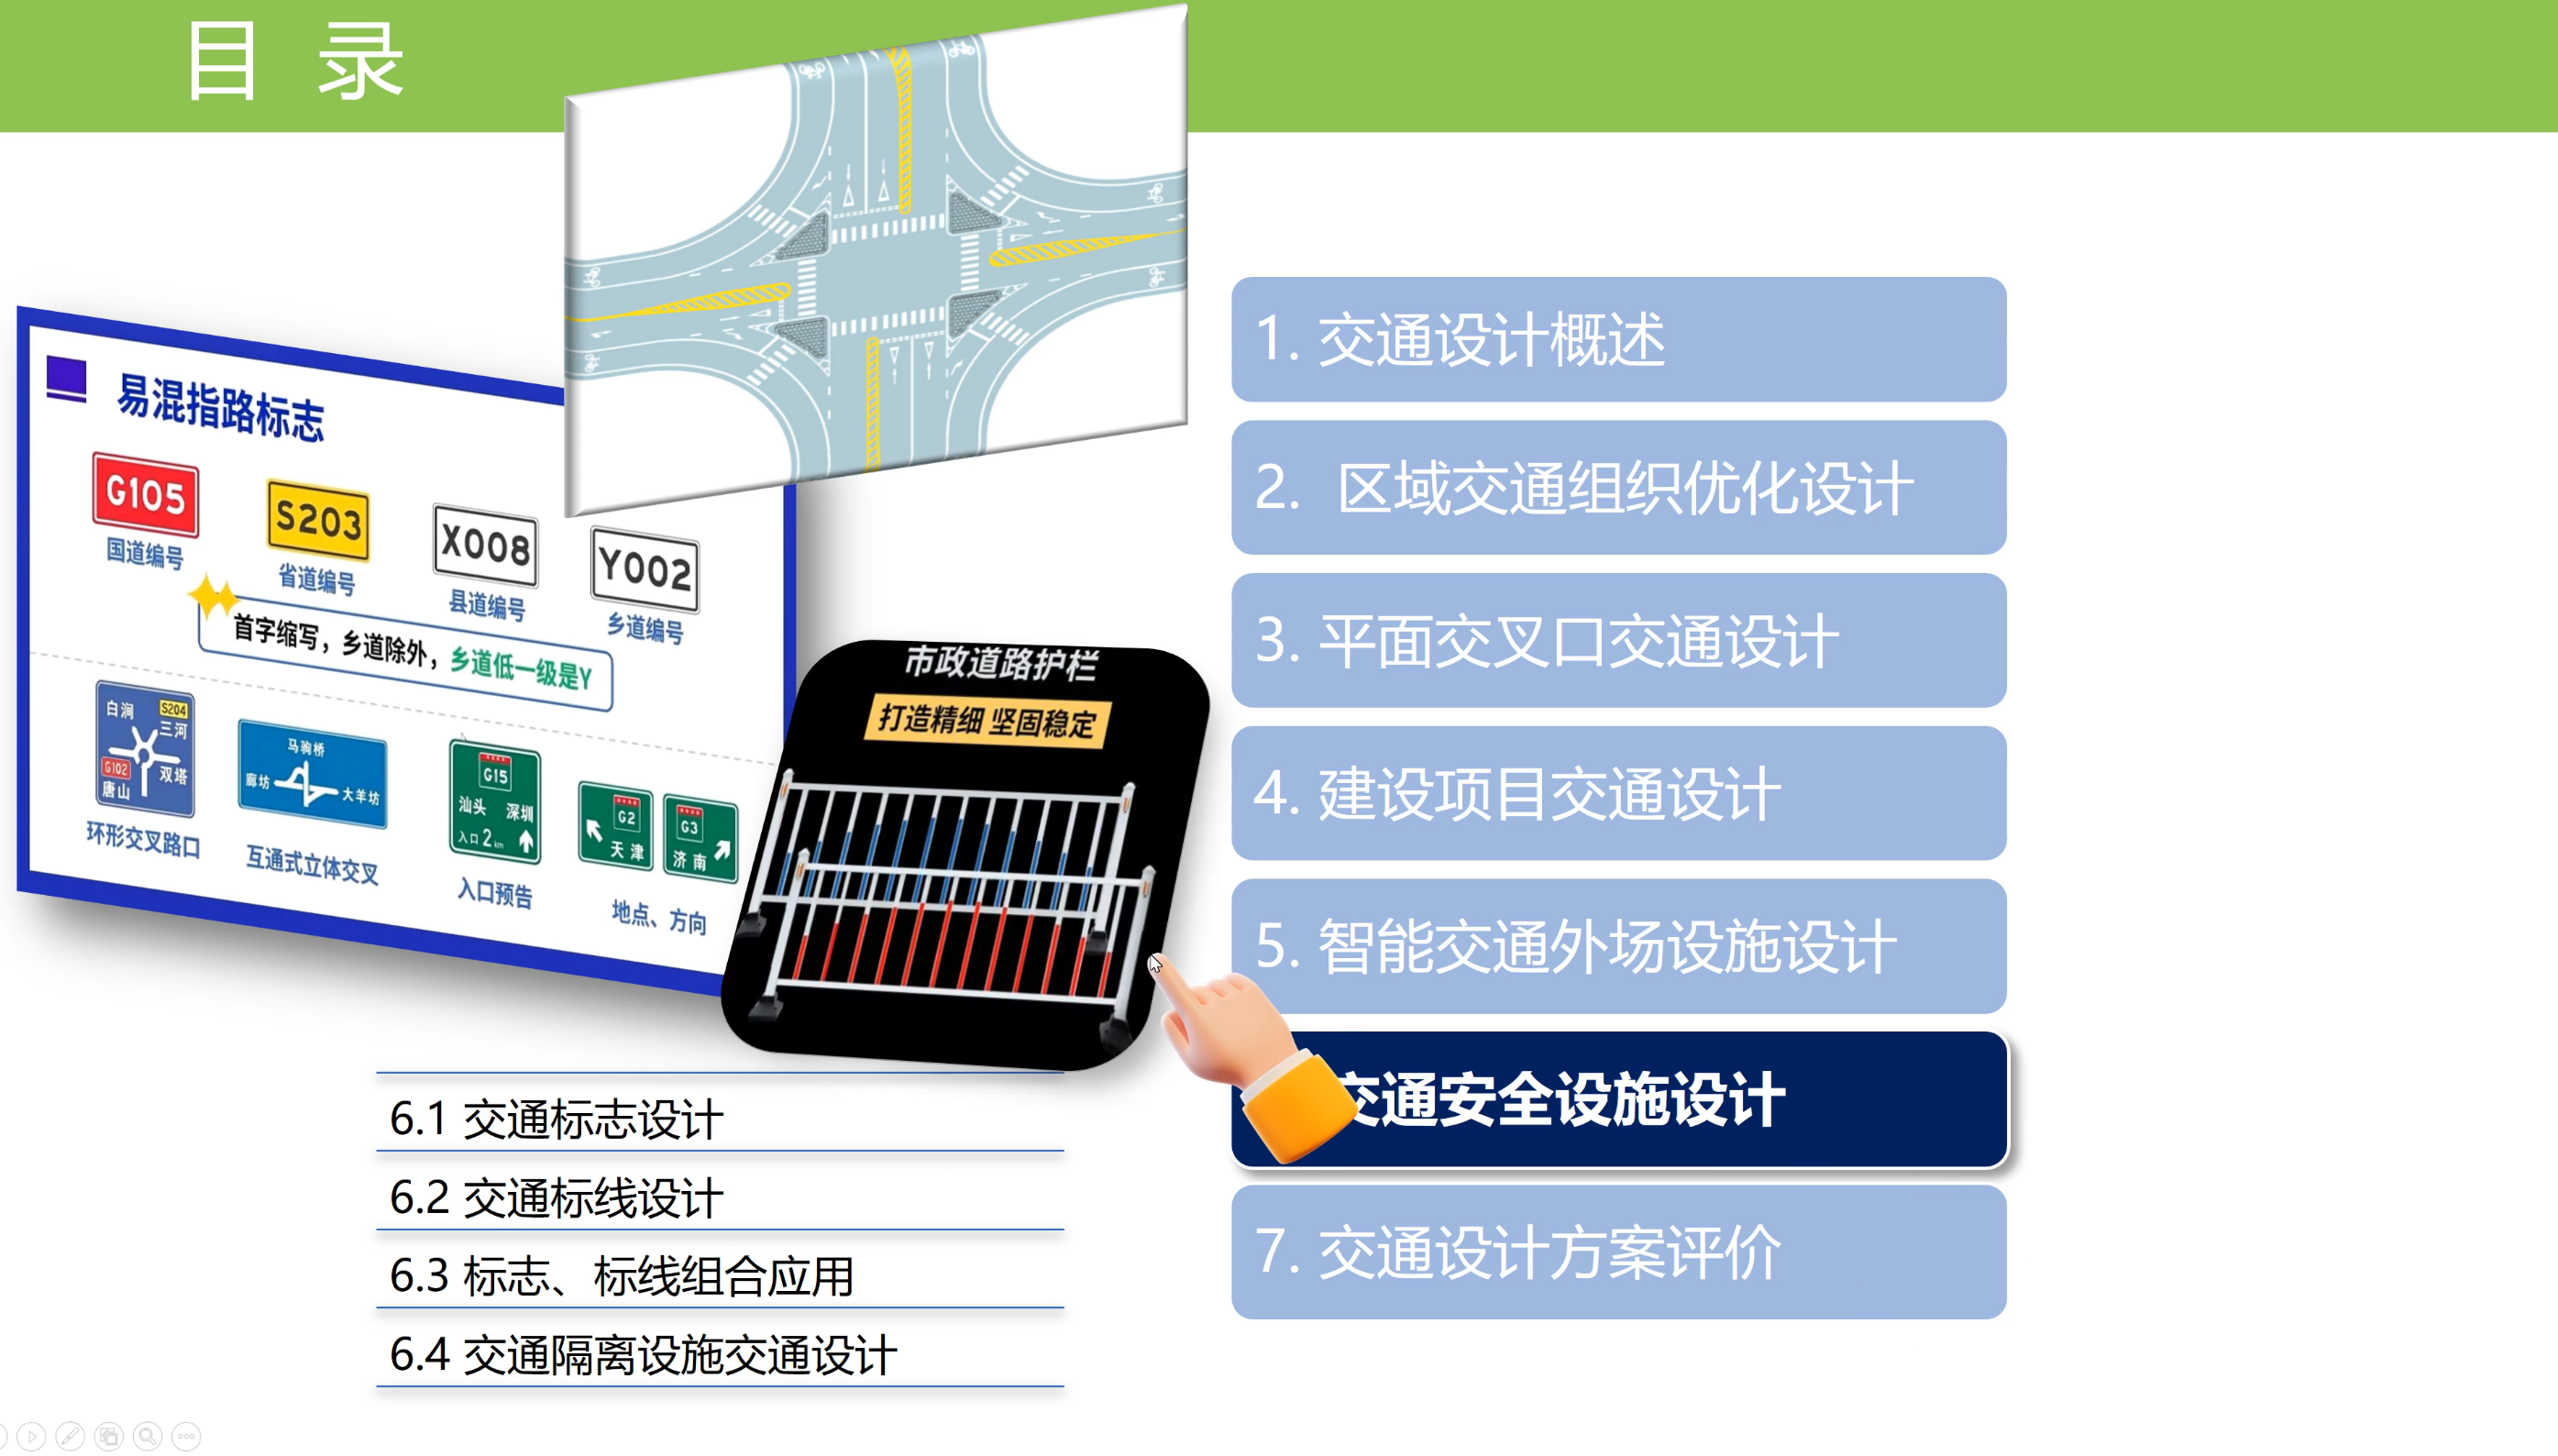 目 录
易混指路标志
G105
S203
X008
Y002
国道编号
省道编号
县道编号
乡道编号
首字缩写，乡道除外，乡道低一级是Y
白涧
S204
三河
G102
双塔
唐山
环形交叉路口
马驹桥
廊坊
大羊坊
互通式立体交叉
G15
汕头 深圳
入口 2 km
入口预告
G2
天津
G3
济南
地点、方向
市政道路护栏
打造精细 坚固稳定
6.1 交通标志设计
6.2 交通标线设计
6.3 标志、标线组合应用
6.4 交通隔离设施交通设计
1. 交通设计概述
2. 区域交通组织优化设计
3. 平面交叉口交通设计
4. 建设项目交通设计
5. 智能交通外场设施设计
交通安全设施设计
7. 交通设计方案评价